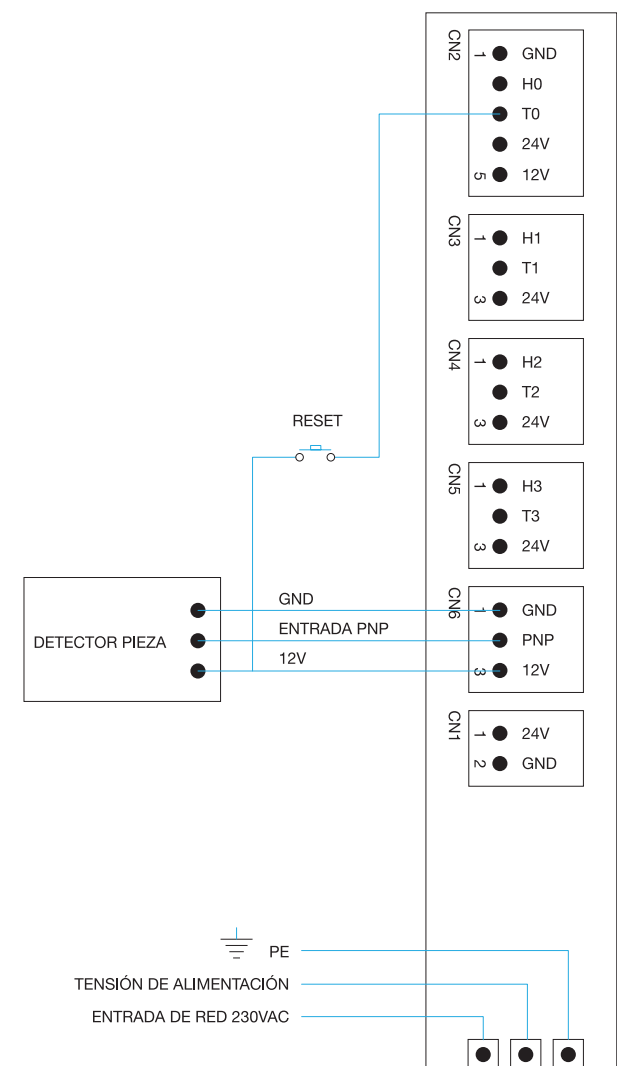 CN2
1 GND
H0
T0
24V
5 12V
CN3
1 H1
T1
3 24V
CN4
1 H2
T2
3 24V
RESET
CN5
1 H3
T3
3 24V
DETECTOR PIEZA
GND
ENTRADA PNP
12V
CN6
1 GND
PNP
3 12V
CN1
1 24V
2 GND
PE
TENSIÓN DE ALIMENTACIÓN
ENTRADA DE RED 230VAC